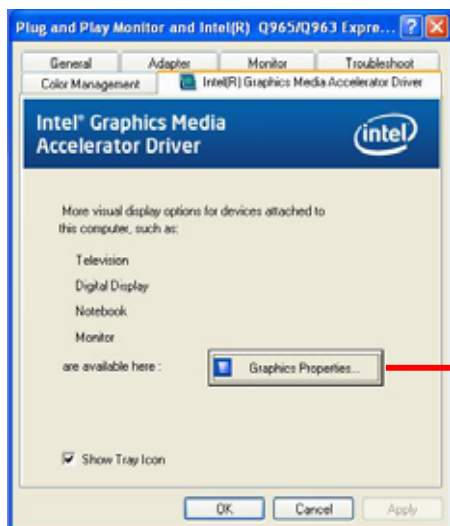 Plug and Play Monitor and Intel(R) Q965/Q963 Expre...
General Adapter Monitor Troubleshoot
Color Management Intel(R) Graphics Media Accelerator Driver
Intel® Graphics Media
Accelerator Driver
intel
More visual display options for devices attached to
this computer, such as:
Television
Digital Display
Notebook
Monitor
are available here :
Graphics Properties...
Show Tray Icon
OK Cancel Apply